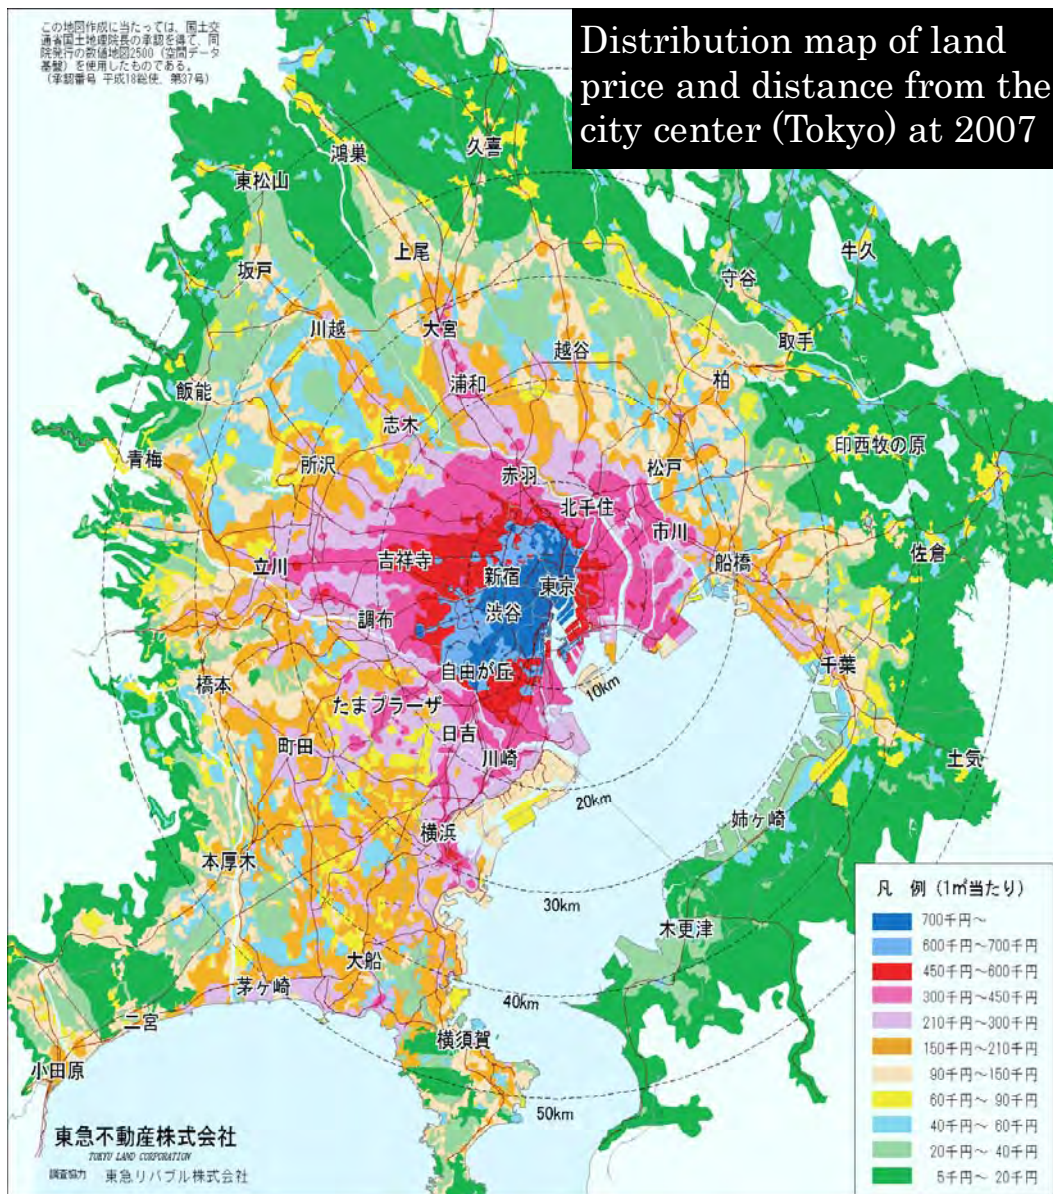 この地図作成に当たっては、国土交
通省国土地理院長の承認を得て、同
院発行の数値地図2500（空間データ
基盤）を使用したものである。
（承認番号 平成18総使、第37号）
Distribution map of land
price and distance from the
city center (Tokyo) at 2007
鴻巣
久喜
東松山
上尾
坂戸
牛久
守谷
川越
大宮
越谷
取手
飯能
浦和
柏
志木
青梅
所沢
松戸
印西牧の原
赤羽
北千住
市川
立川
吉祥寺
新宿
東京
船橋
佐倉
調布
渋谷
自由が丘
千葉
橋本
たまプラーザ
10km
町田
日吉
川崎
土気
20km
横浜
姉ヶ崎
本厚木
30km
木更津
大船
茅ヶ崎
40km
二宮
横須賀
小田原
50km
凡 例 (1㎡当たり)
700千円～
600千円～700千円
450千円～600千円
300千円～450千円
210千円～300千円
150千円～210千円
90千円～150千円
60千円～ 90千円
40千円～ 60千円
20千円～ 40千円
5千円～ 20千円
東急不動産株式会社
TOKYU LAND CORPORATION
調査協力 東急リバブル株式会社